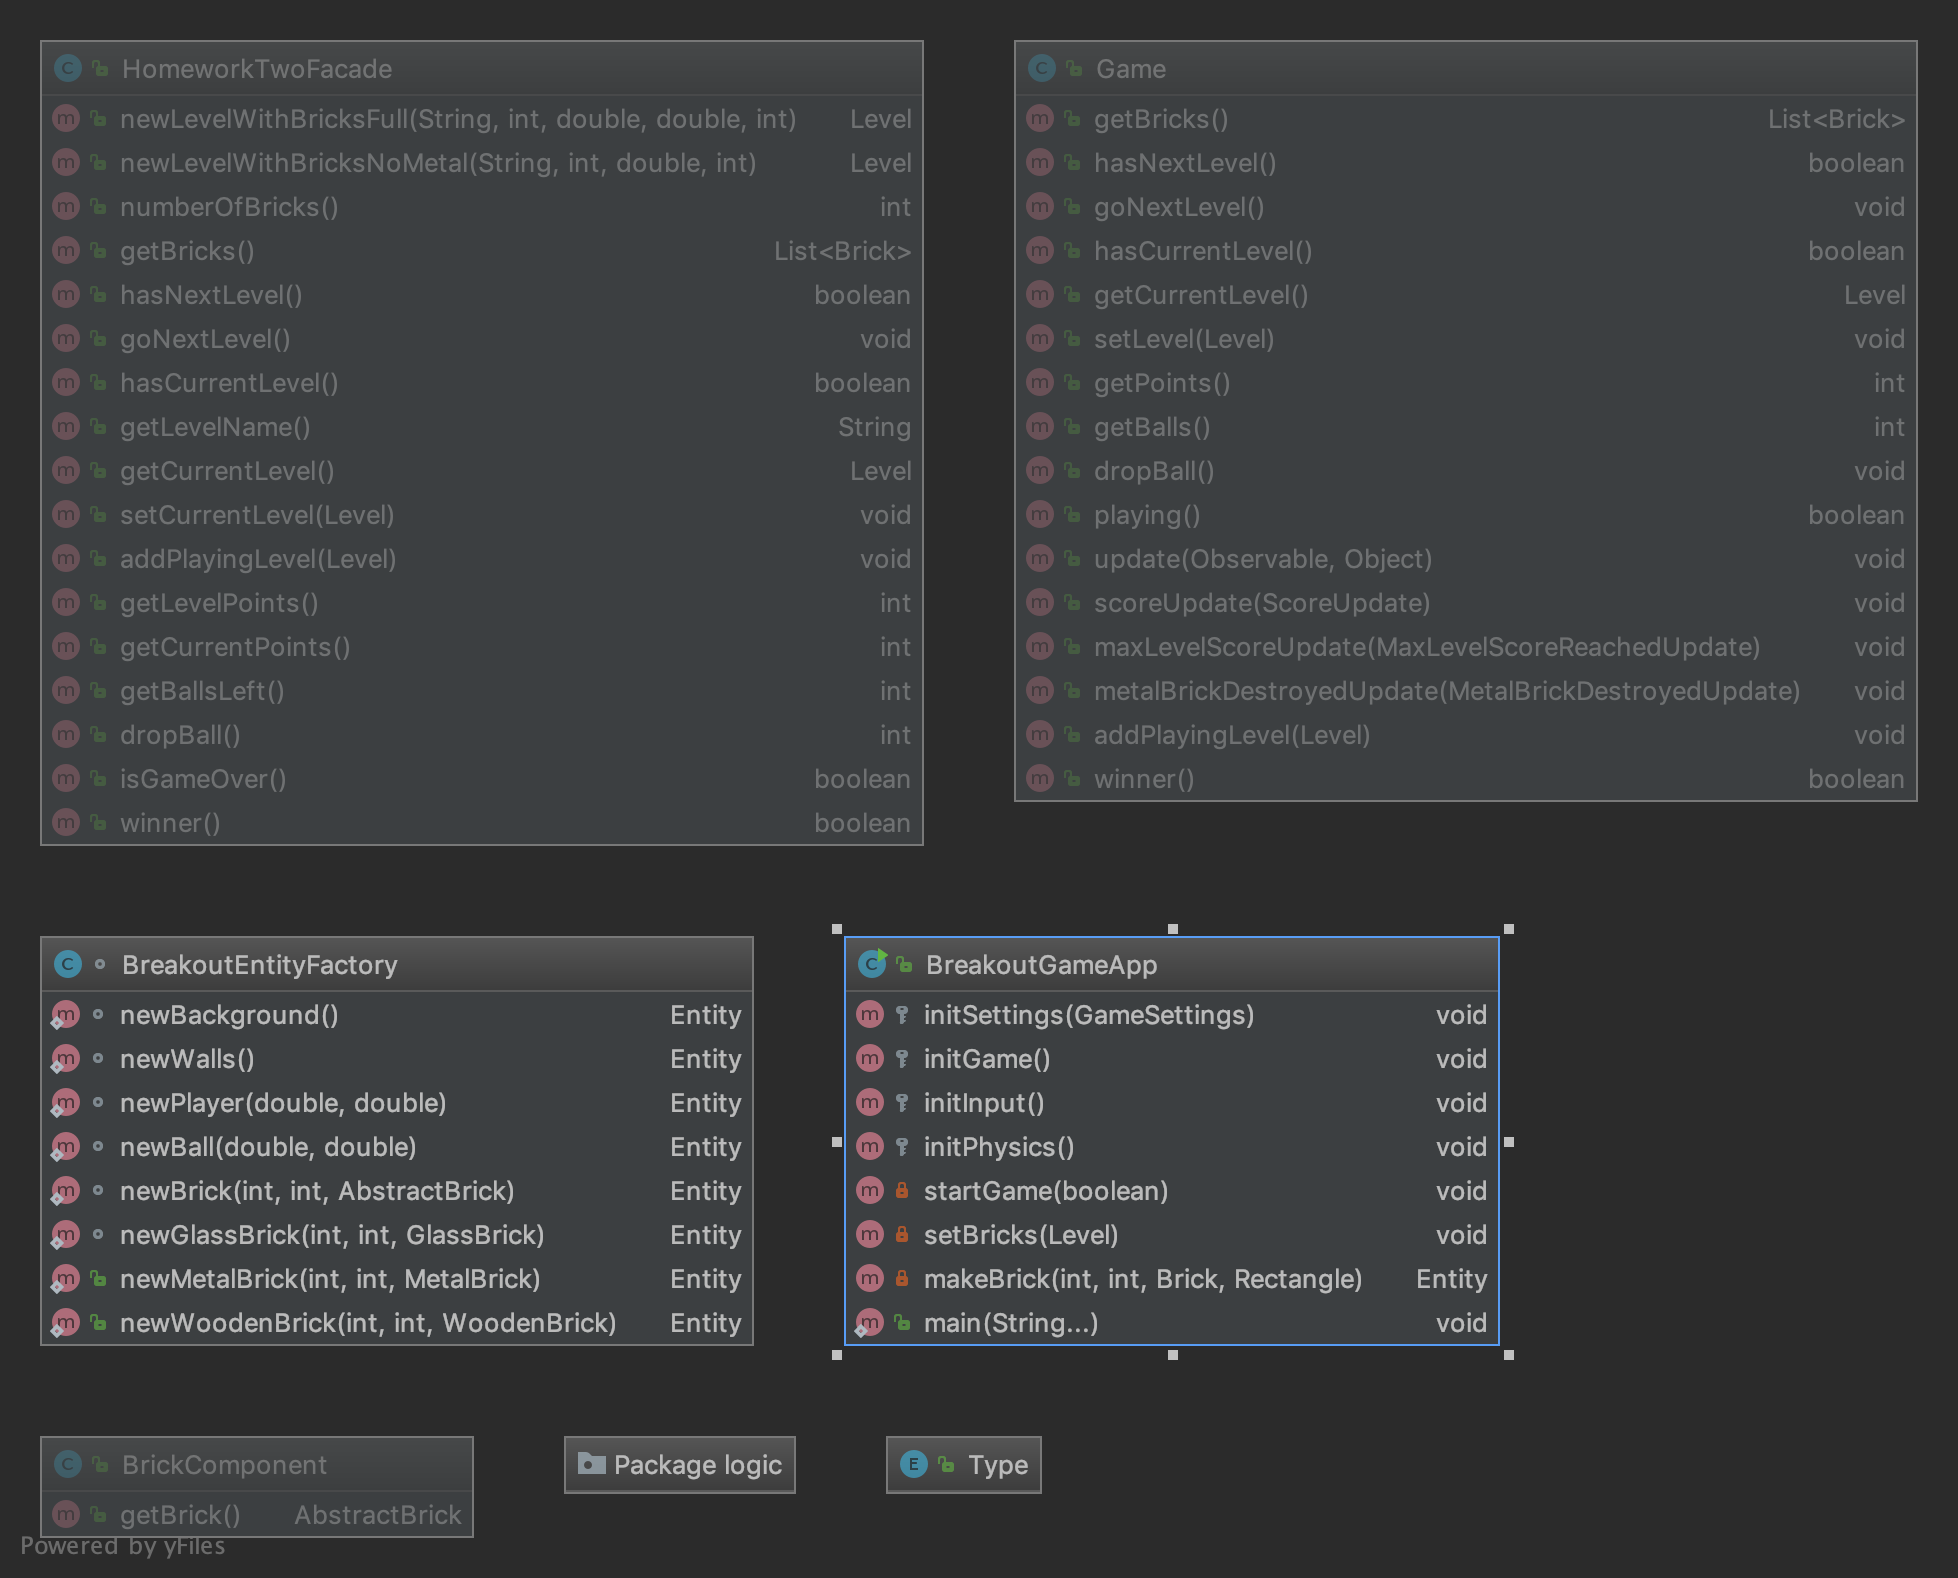 HomeworkTwoFacade
newLevelWithBricksFull(String, int, double, double, int) Level
newLevelWithBricksNoMetal(String, int, double, int) Level
numberOfBricks() int
getBricks() List<Brick>
hasNextLevel() boolean
goNextLevel() void
hasCurrentLevel() boolean
getLevelName() String
getCurrentLevel() Level
setCurrentLevel(Level) void
addPlayingLevel(Level) void
getLevelPoints() int
getCurrentPoints() int
getBallsLeft() int
dropBall() int
isGameOver() boolean
winner() boolean
Game
getBricks() List<Brick>
hasNextLevel() boolean
goNextLevel() void
hasCurrentLevel() boolean
getCurrentLevel() Level
setLevel(Level) void
getPoints() int
getBalls() int
dropBall() void
playing() boolean
update(Observable, Object) void
scoreUpdate(ScoreUpdate) void
maxLevelScoreUpdate(MaxLevelScoreReachedUpdate) void
metalBrickDestroyedUpdate(MetalBrickDestroyedUpdate) void
addPlayingLevel(Level) void
winner() boolean
BreakoutEntityFactory
newBackground() Entity
newWalls() Entity
newPlayer(double, double) Entity
newBall(double, double) Entity
newBrick(int, int, AbstractBrick) Entity
newGlassBrick(int, int, GlassBrick) Entity
newMetalBrick(int, int, MetalBrick) Entity
newWoodenBrick(int, int, WoodenBrick) Entity
BreakoutGameApp
initSettings(GameSettings) void
initGame() void
initInput() void
initPhysics() void
startGame(boolean) void
setBricks(Level) void
makeBrick(int, int, Brick, Rectangle) Entity
main(String...) void
BrickComponent
getBrick() AbstractBrick
Package logic
Type
Powered by yFiles